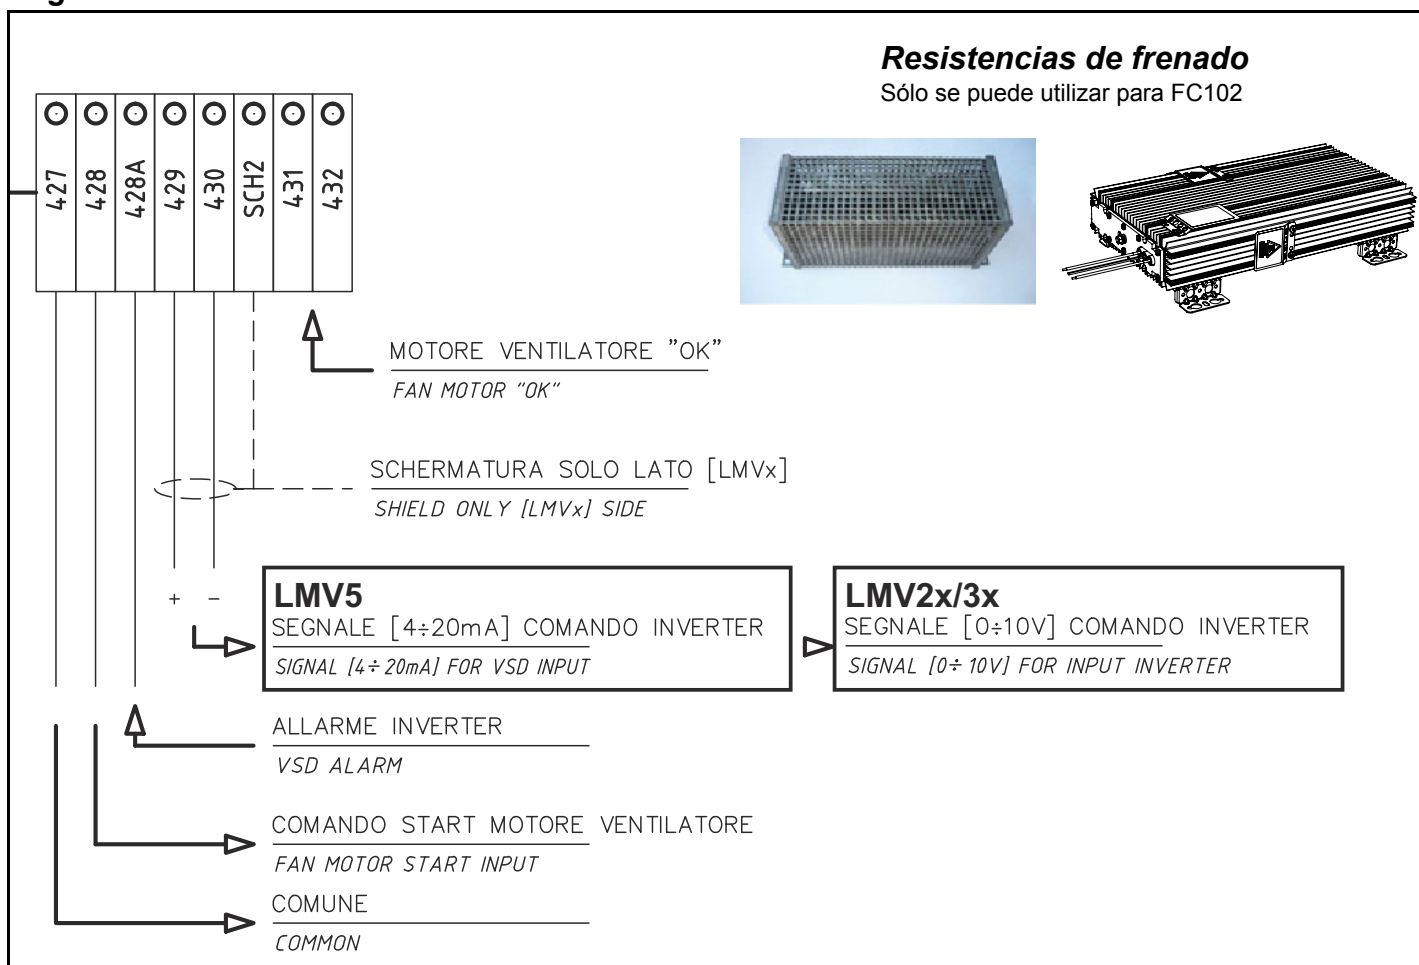 Resistencias de frenado
Sólo se puede utilizar para FC102
427
428
428A
429
430
SCH2
431
432
MOTORE VENTILATORE ”OK”
FAN MOTOR ”OK”
SCHERMATURA SOLO LATO [LMVx]
SHIELD ONLY [LMVx] SIDE
+ −
LMV5
SEGNALE [4÷20mA] COMANDO INVERTER
SIGNAL [4÷20mA] FOR VSD INPUT
LMV2x/3x
SEGNALE [0÷10V] COMANDO INVERTER
SIGNAL [0÷10V] FOR INPUT INVERTER
ALLARME INVERTER
VSD ALARM
COMANDO START MOTORE VENTILATORE
FAN MOTOR START INPUT
COMUNE
COMMON